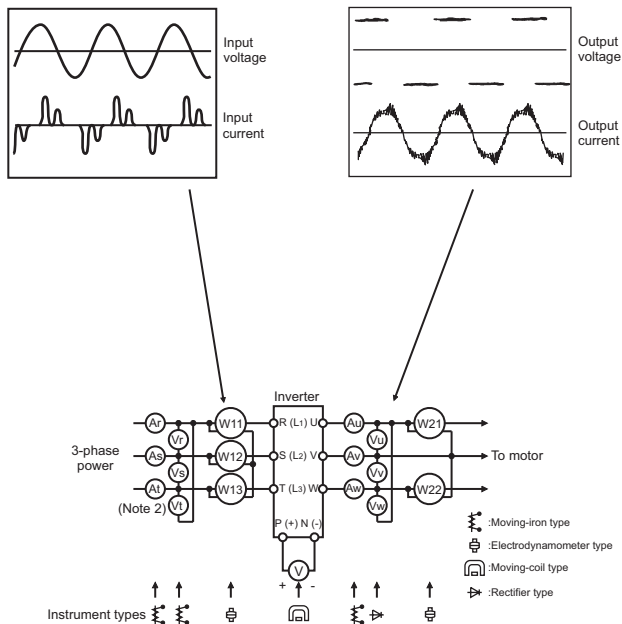 Input
voltage
Input
current
Output
voltage
Output
current
Inverter
Ar W11 R (L1) U Au W21
Vr Vu
3-phase
power
As W12 S (L2) V Av To motor
Vs Vv
At W13 T (L3) W Aw W22
(Note 2) Vt Vw
P (+) N (-)
:Moving-iron type
:Electrodynamometer type
V
+ -
:Moving-coil type
:Rectifier type
Instrument types